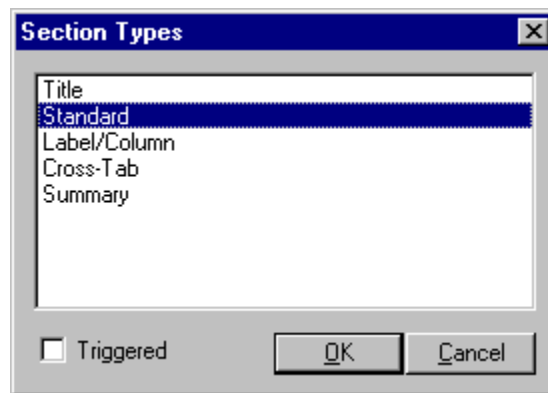 Section Types
Title
Standard
Label/Column
Cross-Tab
Summary
Triggered
OK
Cancel